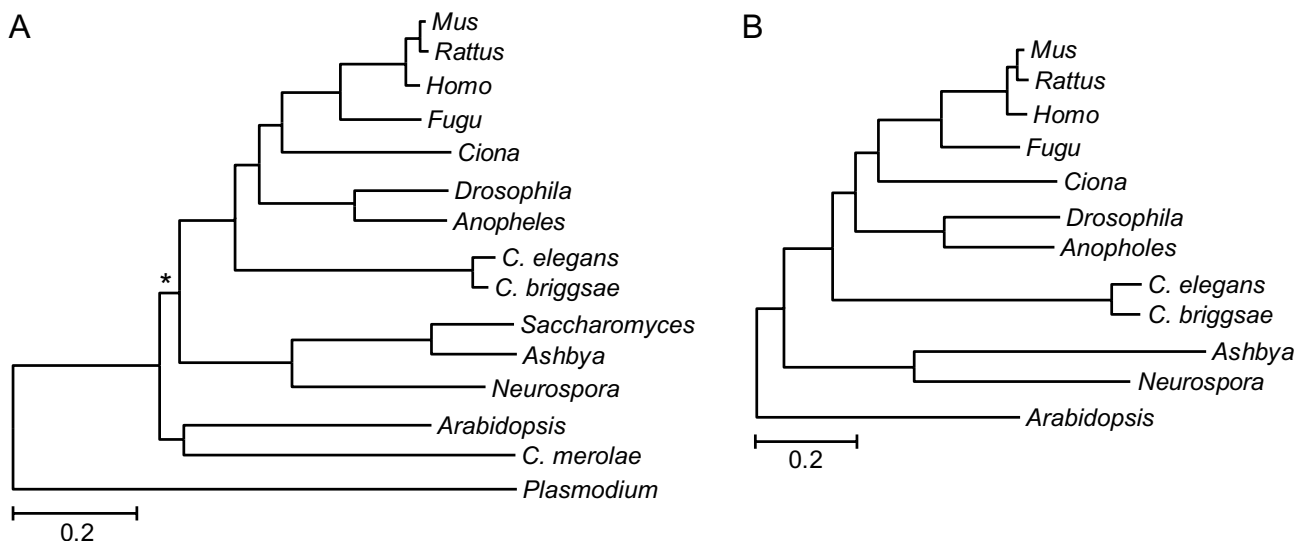 A
Mus
Rattus
Homo
Fugu
Ciona
Drosophila
Anopheles
C. elegans
C. briggsae
*
Saccharomyces
Ashbya
Neurospora
Arabidopsis
C. merolae
Plasmodium
0.2
B
Mus
Rattus
Homo
Fugu
Ciona
Drosophila
Anopholes
C. elegans
C. briggsae
Ashbya
Neurospora
Arabidopsis
0.2